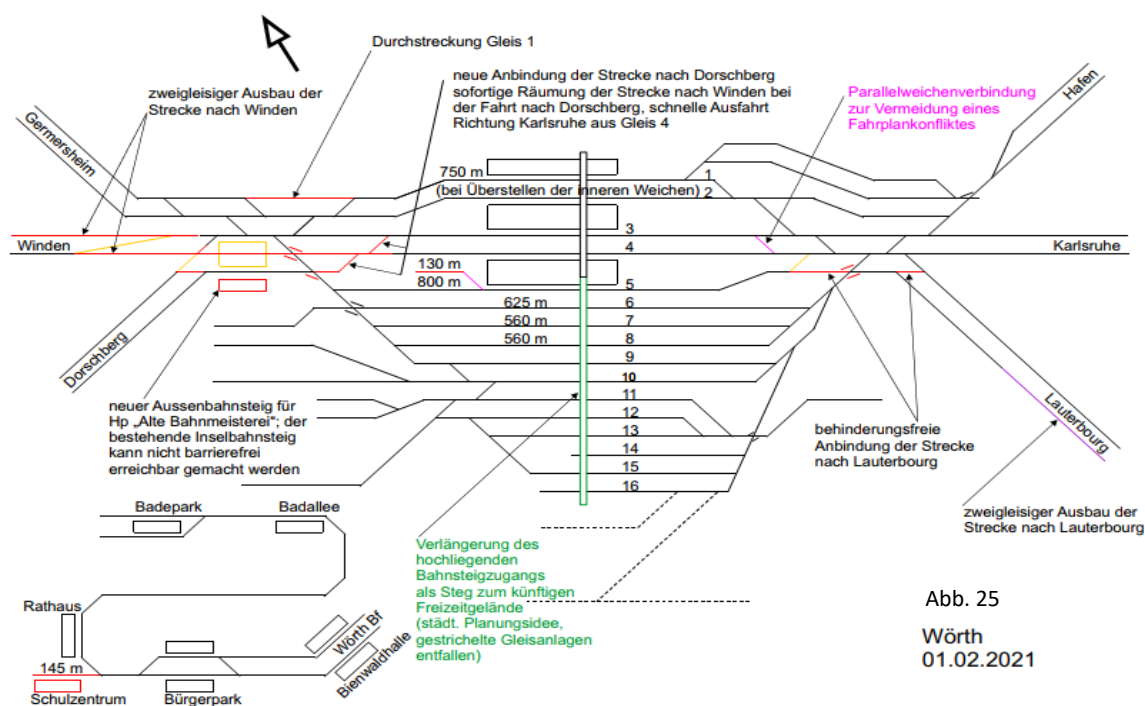 Durchstreckung Gleis 1
zweigleisiger Ausbau der
Strecke nach Winden
neue Anbindung der Strecke nach Dorschberg
sofortige Räumung der Strecke nach Winden bei
der Fahrt nach Dorschberg, schnelle Ausfahrt
Richtung Karlsruhe aus Gleis 4
Parallelweichenverbindung
zur Vermeidung eines
Fahrplankonfliktes
Hafen
Germersheim
750 m
1
(bei Überstellen der inneren Weichen) 2
3
Winden
4
Karlsruhe
130 m
800 m
5
625 m
6
560 m
7
560 m
8
9
10
11
12
13
14
15
16
Dorschberg
Lauterbourg
neuer Aussenbahnsteig für
Hp „Alte Bahnmeisterei“; der
bestehende Inselbahnsteig
kann nicht barrierefrei
erreichbar gemacht werden
behinderungsfreie
Anbindung der Strecke
nach Lauterbourg
zweigleisiger Ausbau der
Strecke nach Lauterbourg
Badepark
Badallee
Verlängerung des
hochliegenden
Bahnsteigzugangs
als Steg zum künftigen
Freizeitgelände
(städt. Planungsidee,
gestrichelte Gleisanlagen
entfallen)
Rathaus
Wörth Bf
Bienwaldhalle
145 m
Schulzentrum
Bürgerpark
Abb. 25
Wörth
01.02.2021